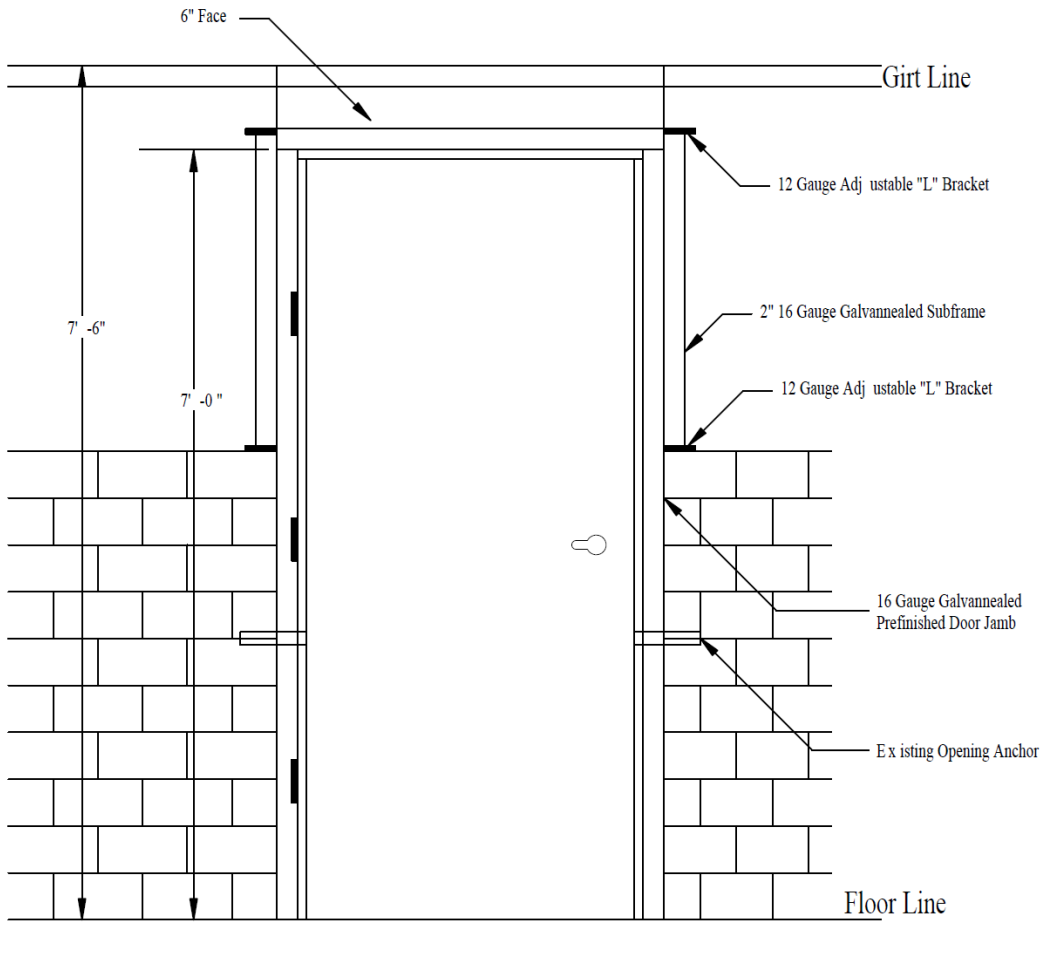 6" Face
Girt Line
12 Gauge Adj ustable "L" Bracket
2" 16 Gauge Galvannealed Subframe
7' -6"
12 Gauge Adj ustable "L" Bracket
7' -0 "
16 Gauge Galvannealed
Prefinished Door Jamb
E x isting Opening Anchor
Floor Line